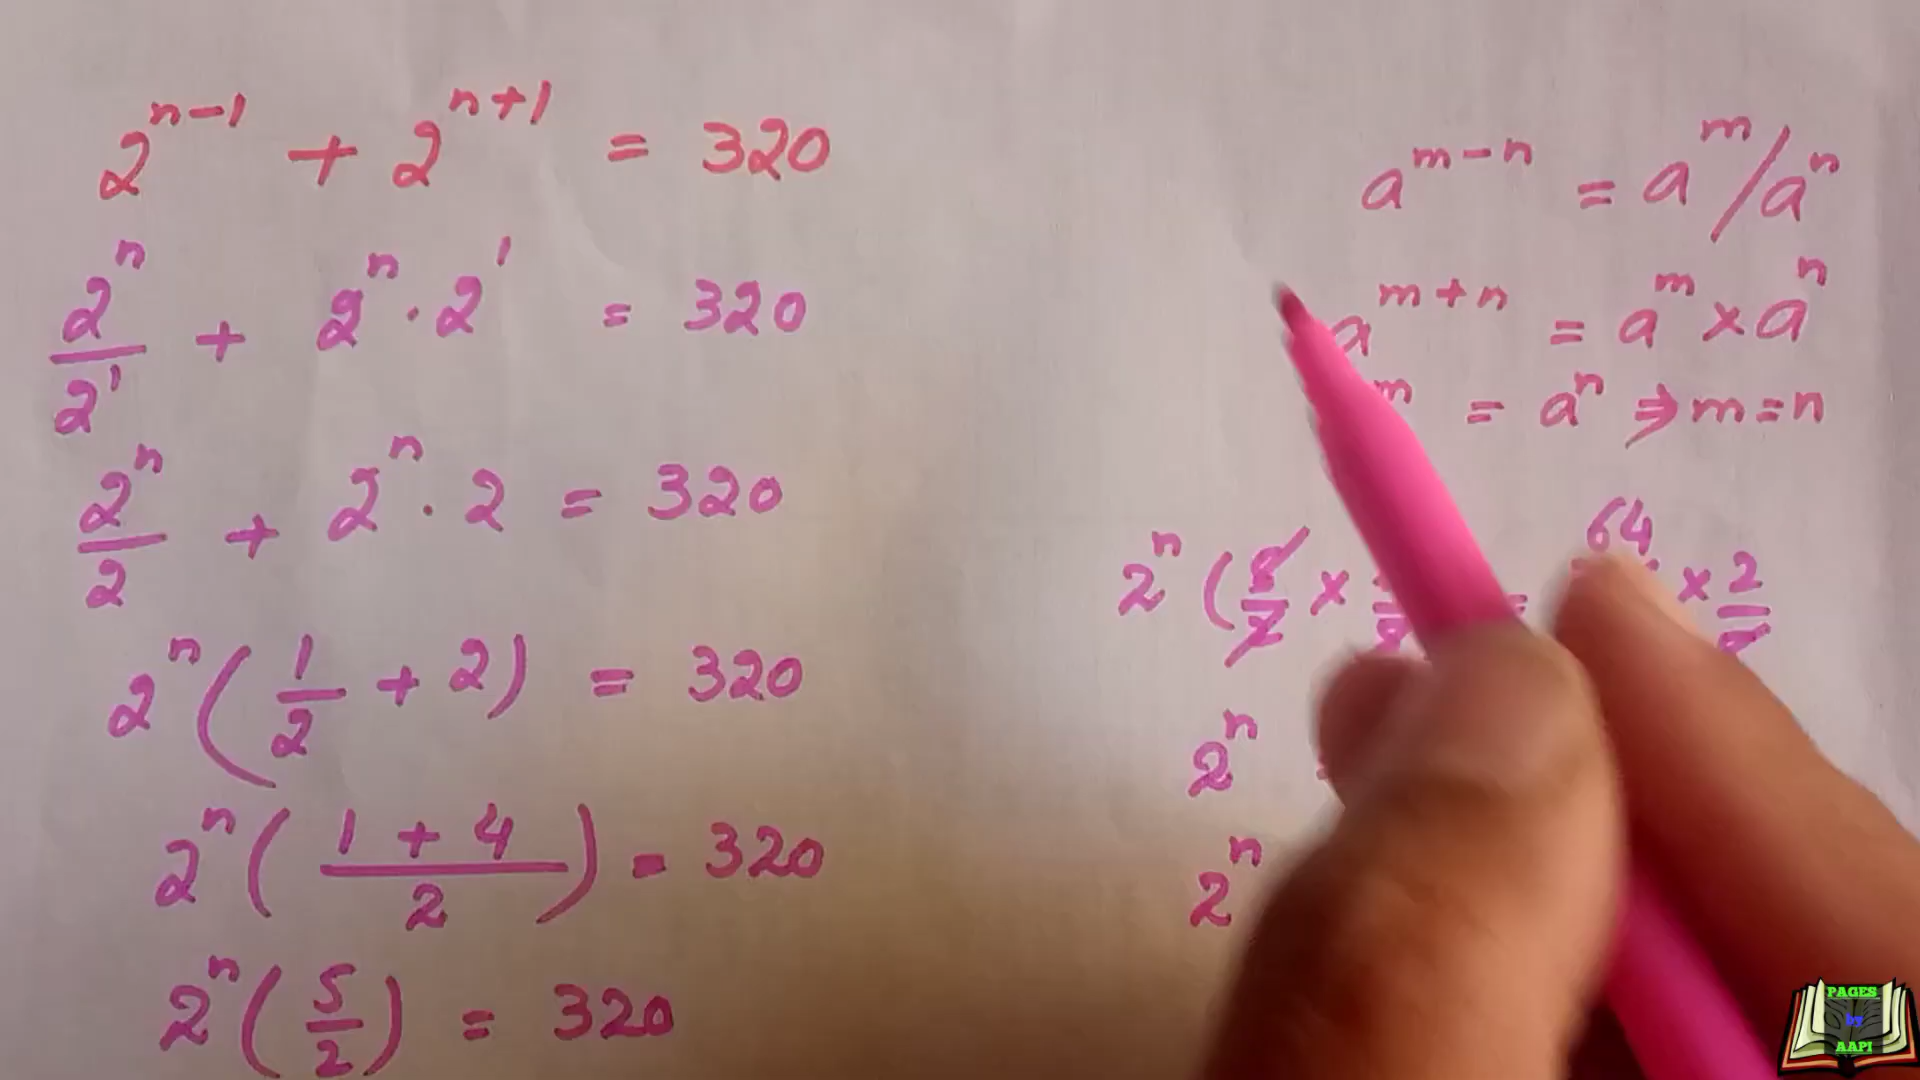 2^(n-1) + 2^(n+1) = 320
2^n/2^1 + 2^n · 2^1 = 320
2^n/2 + 2^n · 2 = 320
2^n (1/2 + 2) = 320
2^n ((1 + 4)/2) = 320
2^n (5/2) = 320
a^(m-n) = a^m/a^n
a^(m+n) = a^m × a^n
m = a^n ⇒ m = n
2^n (5/2 × = 64 × 2
2^n
2^n
PAGES
by
AAPI